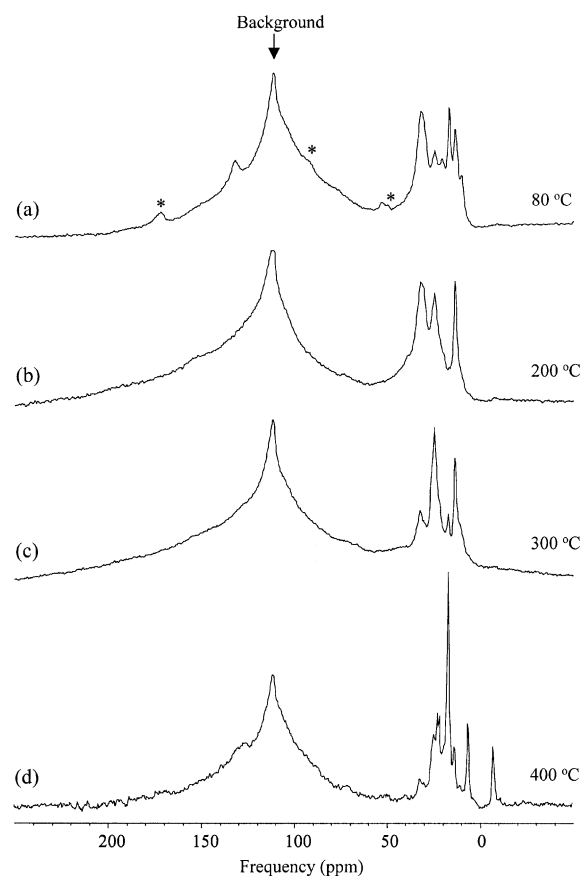 Background
*
*
*
(a)
80 °C
(b)
200 °C
(c)
300 °C
(d)
400 °C
200 150 100 50 0
Frequency (ppm)